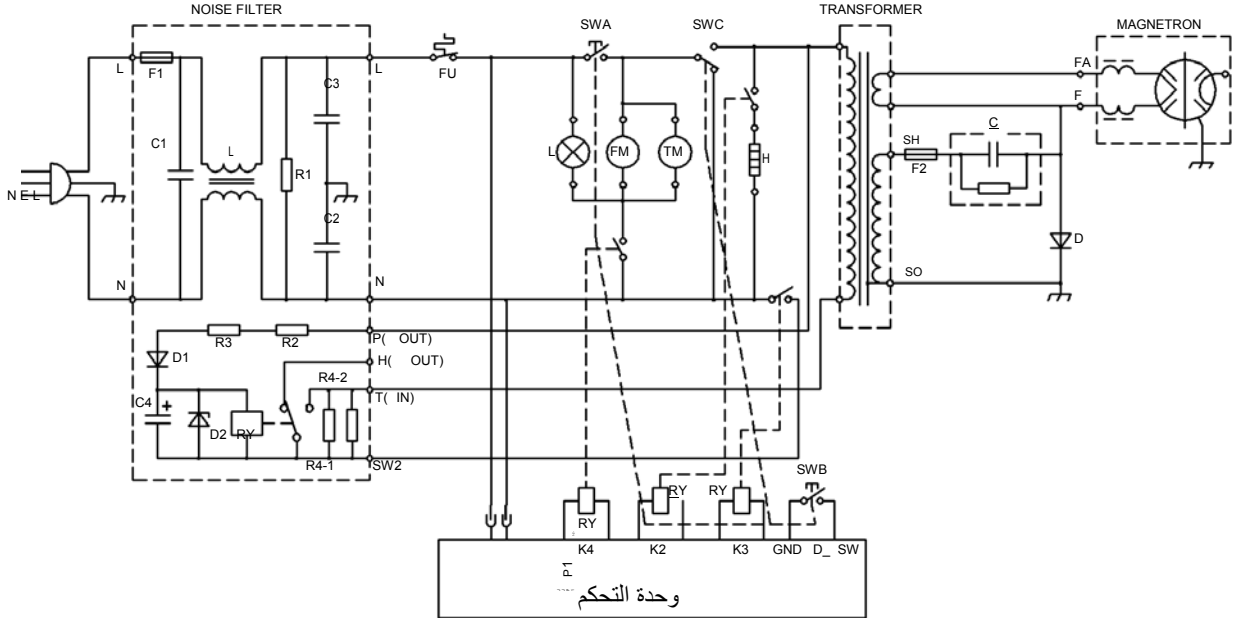 NOISE FILTER
SWA
SWC
TRANSFORMER
MAGNETRON
L
F1
L
FU
C3
FA
F
C1
L
R1
L
FM
TM
H
SH
F2
C
N E L
C2
D
N
N
SO
R3
R2
P( OUT)
D1
H( OUT)
R4-2
T( IN)
C4
+
D2
RY
R4-1
SW2
SWB
RY
RY
RY
K4
K2
K3
GND
D_ SW
P1
وحدة التحكم